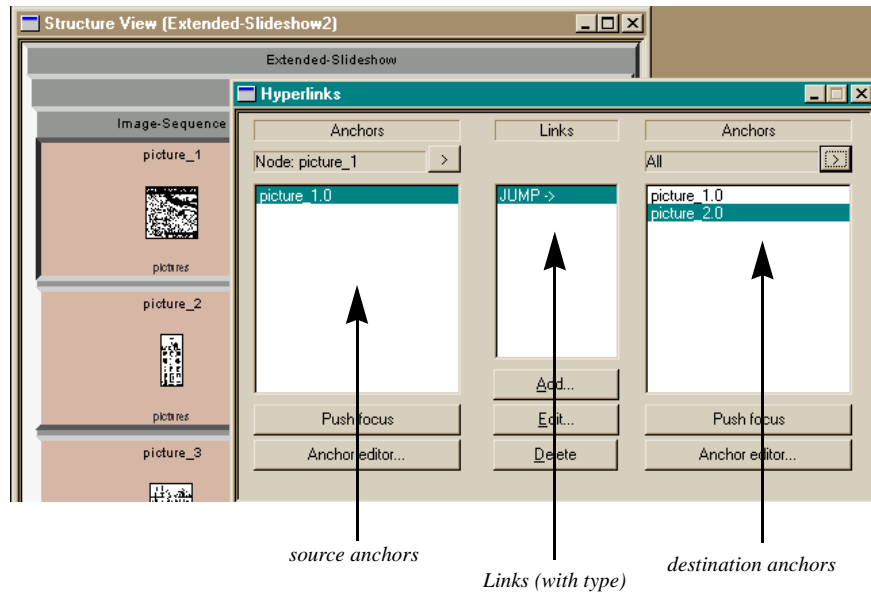 Structure View (Extended-Slideshow2)
Extended-Slideshow
Image-Sequence
picture_1
pictures
picture_2
pictures
picture_3
Hyperlinks
Anchors
Links
Anchors
Node: picture_1
>
All
>
picture_1.0
JUMP ->
picture_1.0
picture_2.0
Add...
Push focus
Edit...
Push focus
Anchor editor...
Delete
Anchor editor...
source anchors
Links (with type)
destination anchors